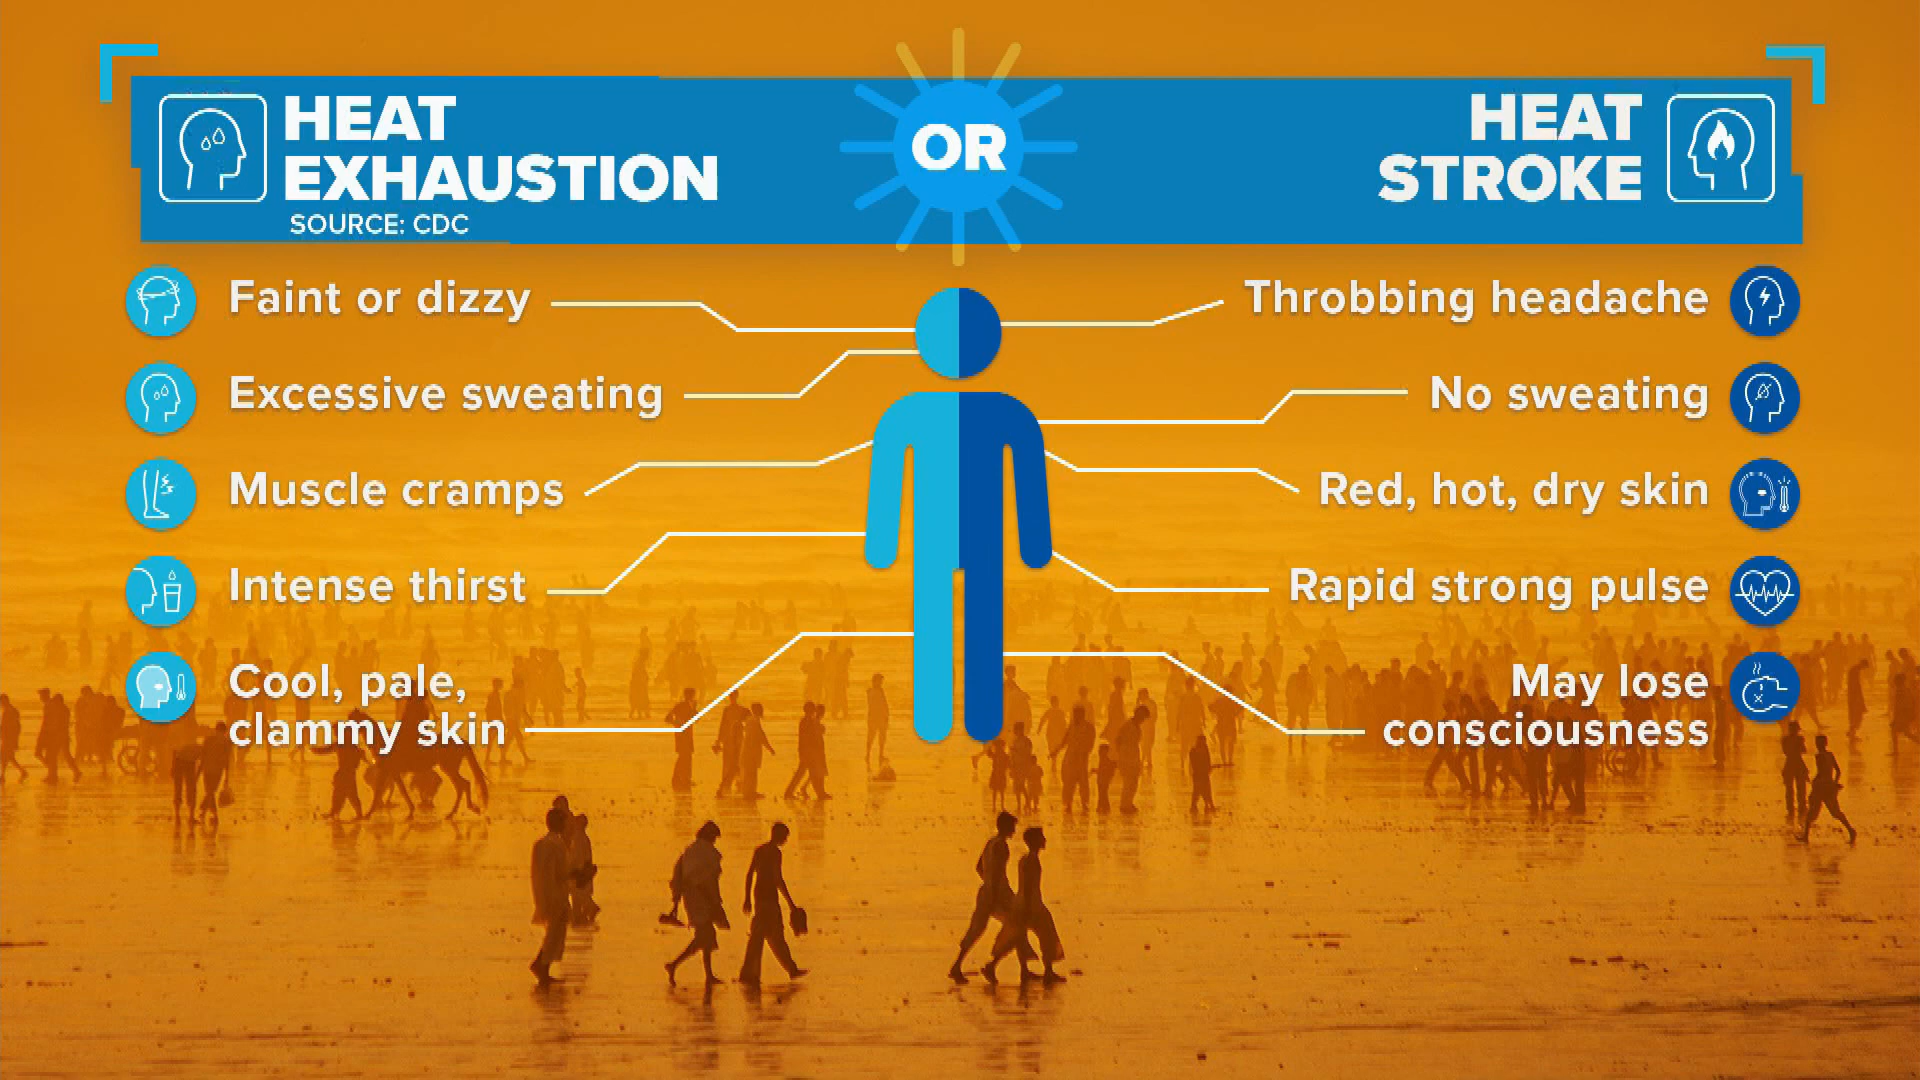 HEAT
EXHAUSTION
SOURCE: CDC
OR
HEAT
STROKE
Faint or dizzy
Excessive sweating
Muscle cramps
Intense thirst
Cool, pale,
clammy skin
Throbbing headache
No sweating
Red, hot, dry skin
Rapid strong pulse
May lose
consciousness